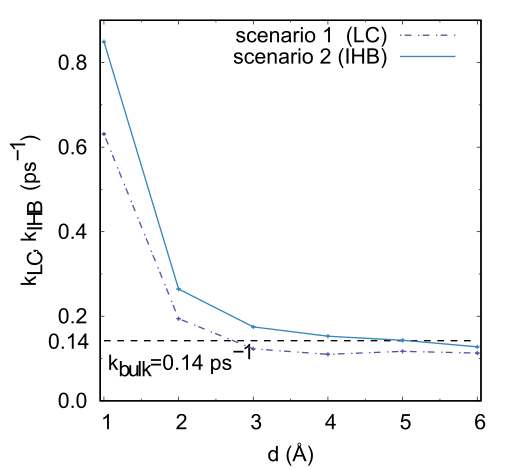 scenario 1 (LC)
scenario 2 (IHB)
k_LC, k_IHB (ps⁻¹)
0.8
0.6
0.4
0.2
0.14
0.0
k_bulk=0.14 ps⁻¹
1 2 3 4 5 6
d (Å)